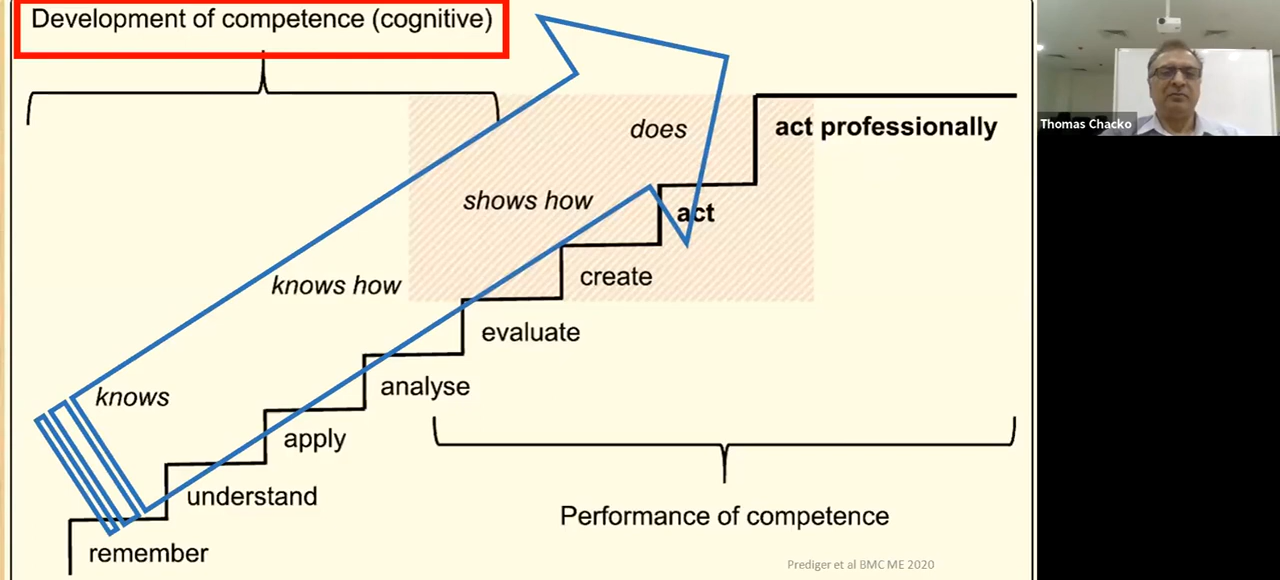 Development of competence (cognitive)
Thomas Chacko
does
act professionally
shows how
act
create
knows how
evaluate
analyse
knows
apply
understand
Performance of competence
remember
Prediger et al BMC ME 2020